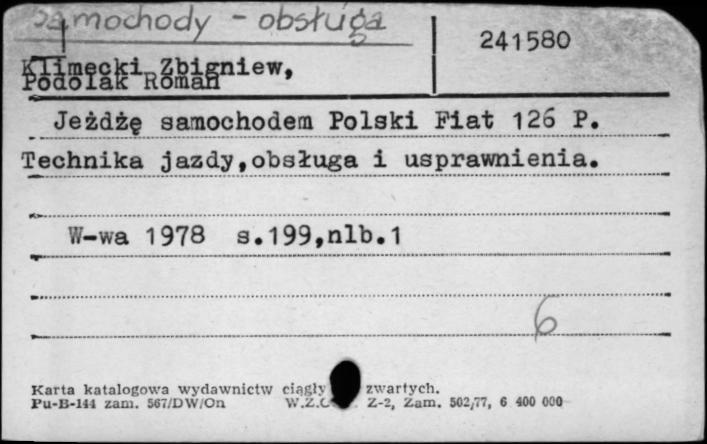 Samochody - obsługa
241580
Klimecki Zbigniew,
Podolak Roman
Jeżdżę samochodem Polski Fiat 126 P.
Technika jazdy,obsługa i usprawnienia.
W-wa 1978 s.199,nlb.1
6
Karta katalogowa wydawnictw ciągły zwartych.
Pu-B-144 zam. 567/DW/On W.Z.C Z-2, Zam. 502/77, 6 400 000